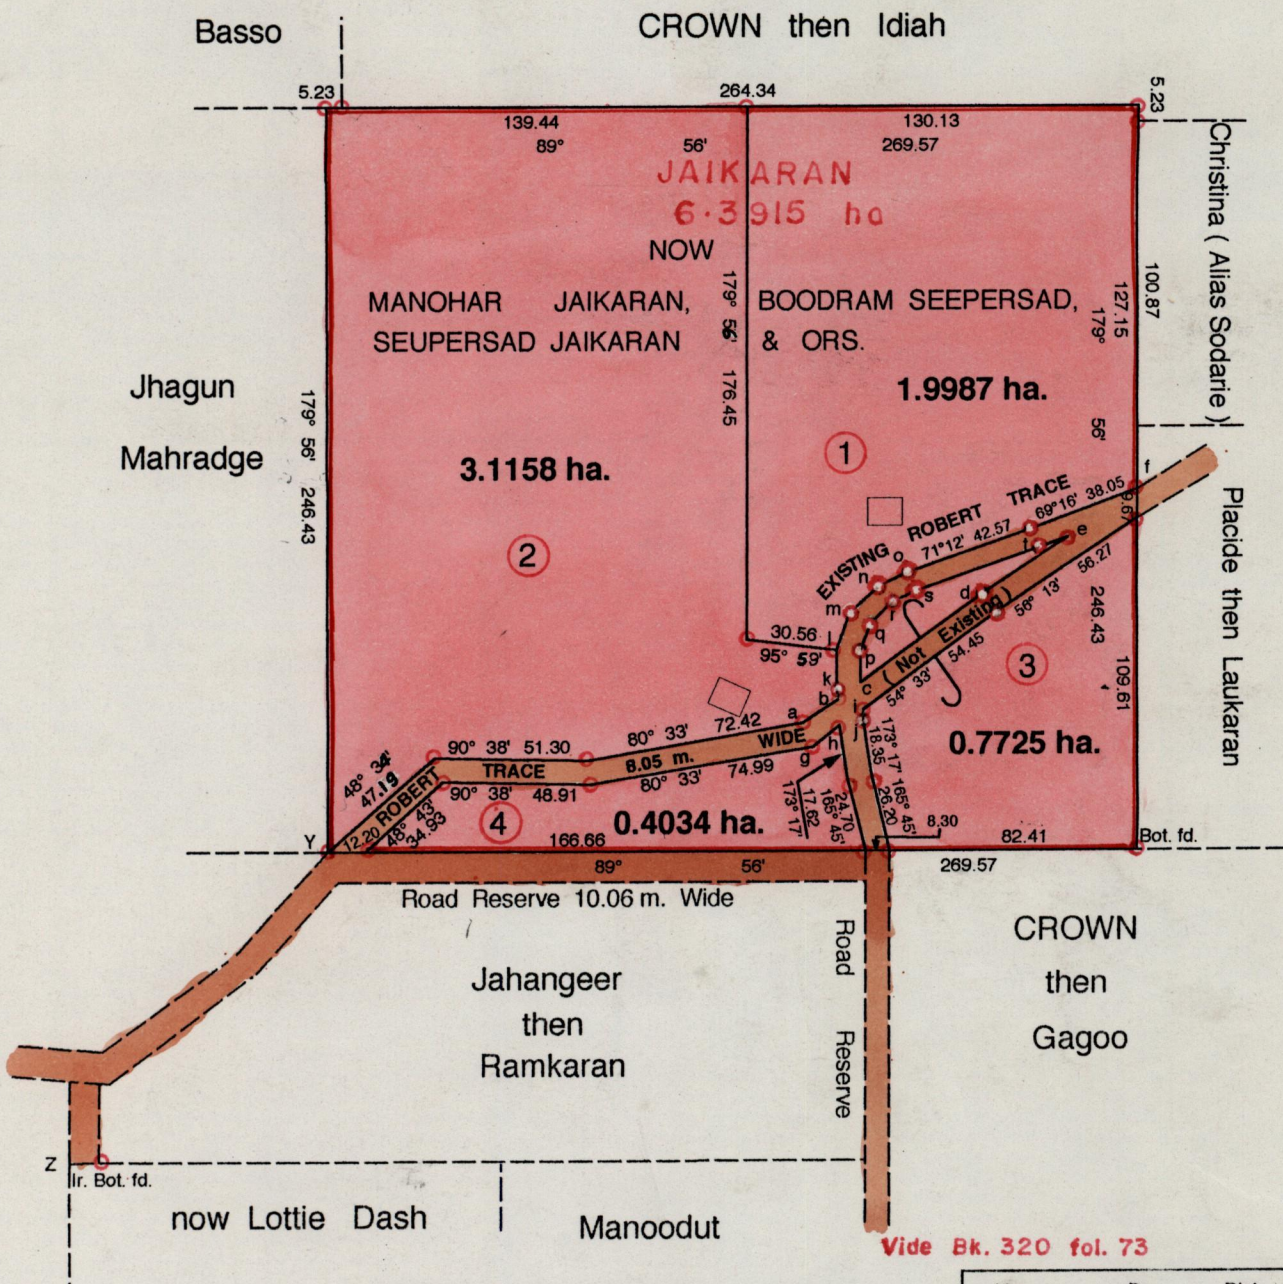 Basso
CROWN then Idiah
5.23
264.34
5.23
139.44
130.13
89° 56'
269.57
JAIKARAN
6.3915 ha
NOW
MANOHAR JAIKARAN,
SEUPERSAD JAIKARAN
BOODRAM SEEPERSAD,
& ORS.
179° 56' 176.45
1.9987 ha.
1
Christina ( Alias Sodarie )
100.87
127.15
179° 56'
Jhagun
Mahradge
179° 56' 246.43
3.1158 ha.
2
EXISTING ROBERT TRACE
71°12' 42.57
69°16' 38.05
f
9.67
Placide then Laukaran
n
o
m
t
e
s
r
q
p
d
l
k
b
c
i
j
a
h
g
56.27
56° 13'
( Not Existing )
54.45
54° 33'
246.43
109.61
30.56
95° 59'
3
0.7725 ha.
48° 34'
47.19
90° 38' 51.30
80° 33' 72.42
ROBERT TRACE 8.05 m. WIDE
90° 38' 48.91
80° 33' 74.99
12.20
48° 43'
34.93
4
0.4034 ha.
173° 17'
17.62
165° 45'
24.70
173° 17'
18.35
165° 45'
26.20
8.30
82.41
Bot. fd.
Y
166.66
89° 56'
269.57
Road Reserve 10.06 m. Wide
Road Reserve
CROWN
then
Gagoo
Jahangeer
then
Ramkaran
Z
Ir. Bot. fd.
now Lottie Dash
Manoodut
Vide Bk. 320 fol. 73